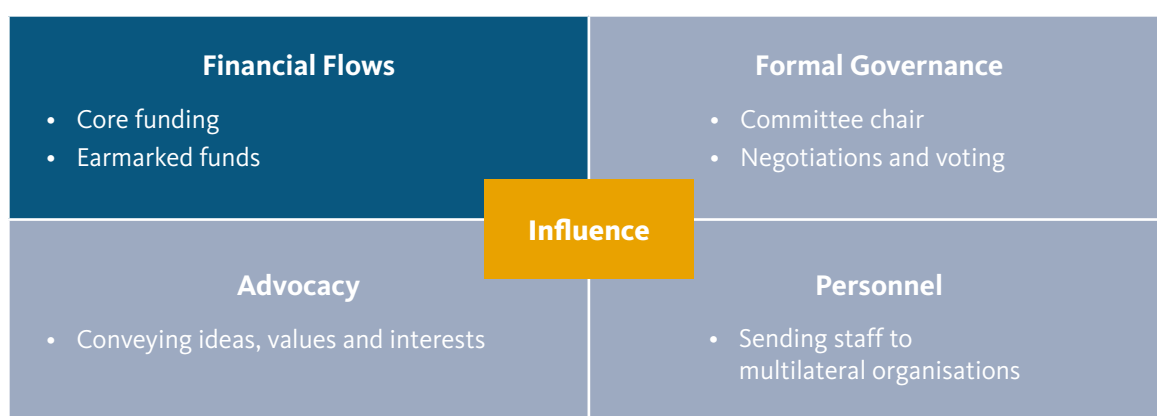 Financial Flows
• Core funding
• Earmarked funds
Formal Governance
• Committee chair
• Negotiations and voting
Influence
Advocacy
• Conveying ideas, values and interests
Personnel
• Sending staff to
multilateral organisations